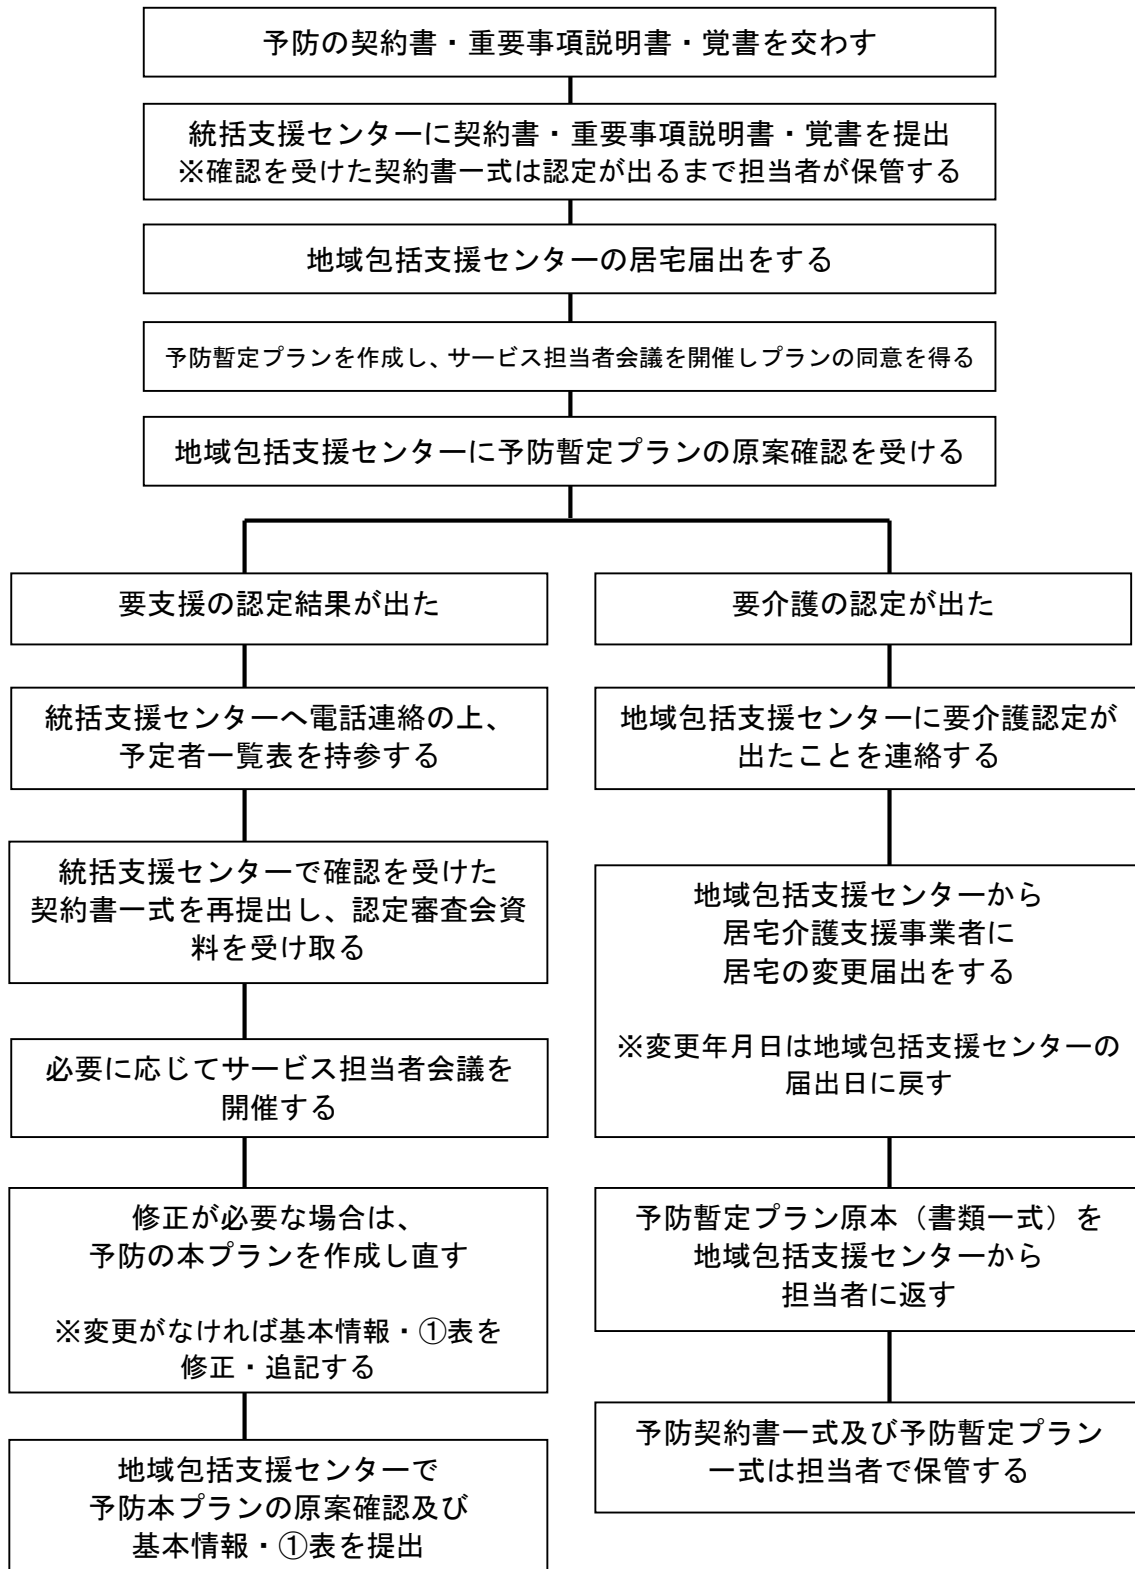 予防の契約書・重要事項説明書・覚書を交わす
統括支援センターに契約書・重要事項説明書・覚書を提出
※確認を受けた契約書一式は認定が出るまで担当者が保管する
地域包括支援センターの居宅届出をする
予防暫定プランを作成し、サービス担当者会議を開催しプランの同意を得る
地域包括支援センターに予防暫定プランの原案確認を受ける
要支援の認定結果が出た
統括支援センターへ電話連絡の上、
予定者一覧表を持参する
統括支援センターで確認を受けた
契約書一式を再提出し、認定審査会資
料を受け取る
必要に応じてサービス担当者会議を
開催する
修正が必要な場合は、
予防の本プランを作成し直す
※変更がなければ基本情報・①表を
修正・追記する
地域包括支援センターで
予防本プランの原案確認及び
基本情報・①表を提出
要介護の認定が出た
地域包括支援センターに要介護認定が
出たことを連絡する
地域包括支援センターから
居宅介護支援事業者に
居宅の変更届出をする
※変更年月日は地域包括支援センターの
届出日に戻す
予防暫定プラン原本（書類一式）を
地域包括支援センターから
担当者に返す
予防契約書一式及び予防暫定プラン
一式は担当者で保管する